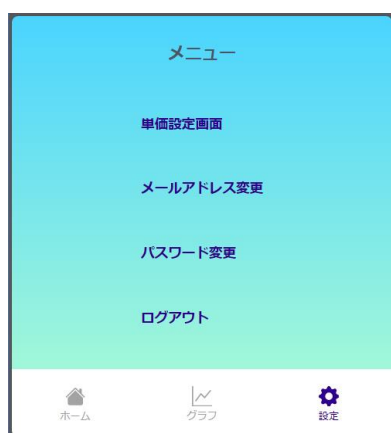 メニュー
単価設定画面
メールアドレス変更
パスワード変更
ログアウト
ホーム
グラフ
設定